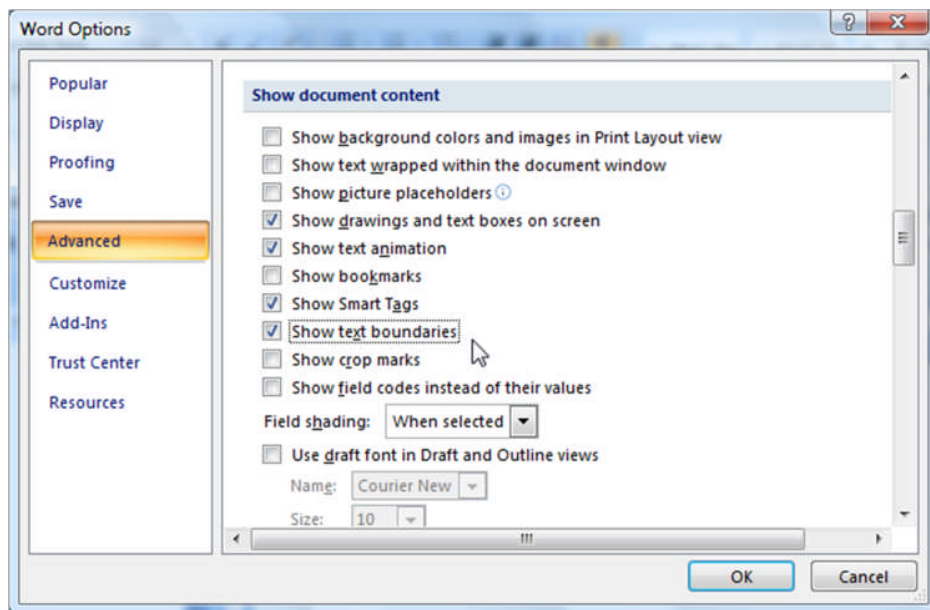 Word Options
Popular
Display
Proofing
Save
Advanced
Customize
Add-Ins
Trust Center
Resources
Show document content
Show background colors and images in Print Layout view
Show text wrapped within the document window
Show picture placeholders
Show drawings and text boxes on screen
Show text animation
Show bookmarks
Show Smart Tags
Show text boundaries
Show crop marks
Show field codes instead of their values
Field shading: When selected
Use draft font in Draft and Outline views
Name: Courier New
Size: 10
OK Cancel